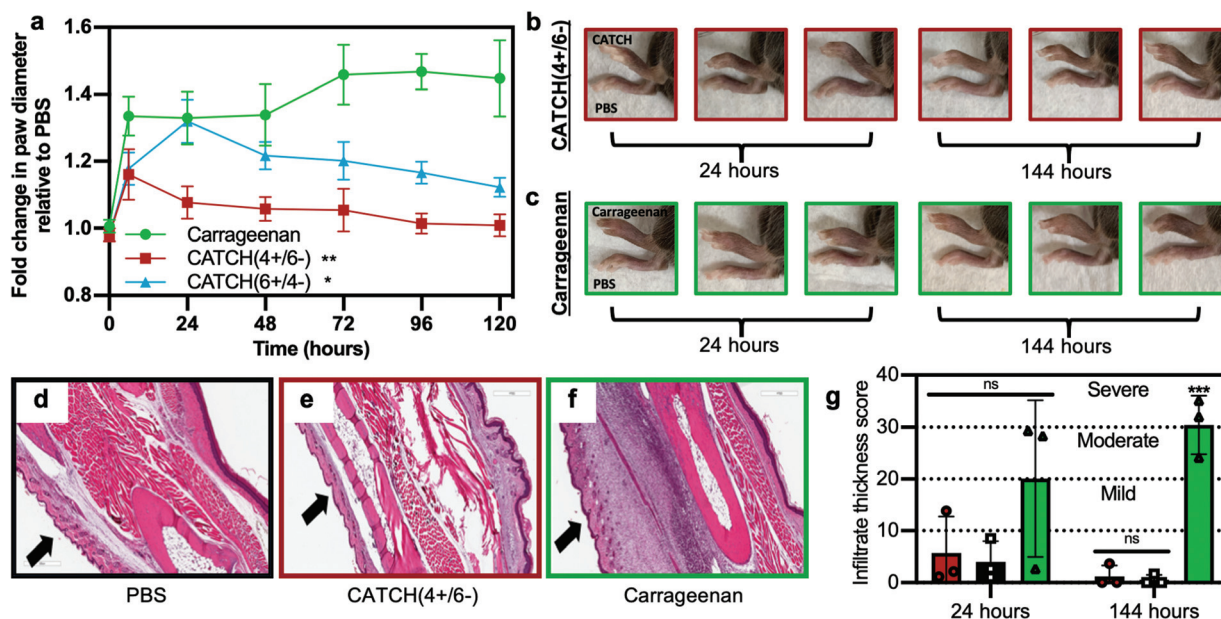 a
Fold change in paw diameter
relative to PBS
1.6
1.4
1.2
1.0
0.8
Carrageenan
CATCH(4+/6-) **
CATCH(6+/4-) *
0 24 48 72 96 120
Time (hours)
b
CATCH(4+/6-)
CATCH
PBS
24 hours 144 hours
c
Carrageenan
Carrageenan
PBS
24 hours 144 hours
d
PBS
e
CATCH(4+/6-)
f
Carrageenan
g
Infiltrate thickness score
40
30
20
10
0
ns Severe ***
Moderate
Mild
ns
24 hours 144 hours